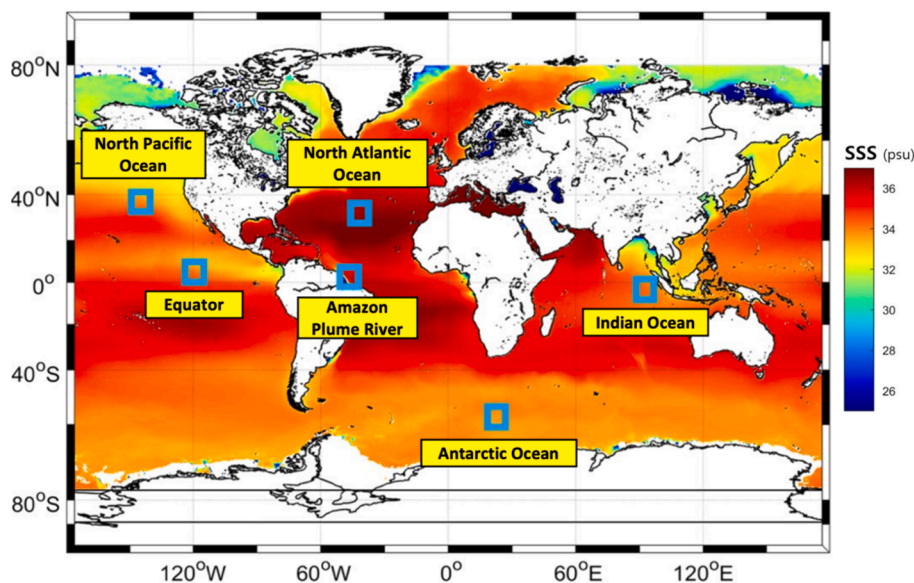 80°N
40°N
0°
40°S
80°S
North Pacific
Ocean
North Atlantic
Ocean
Equator
Amazon
Plume River
Indian Ocean
Antarctic Ocean
120°W
60°W
0°
60°E
120°E
SSS (psu)
36
34
32
30
28
26